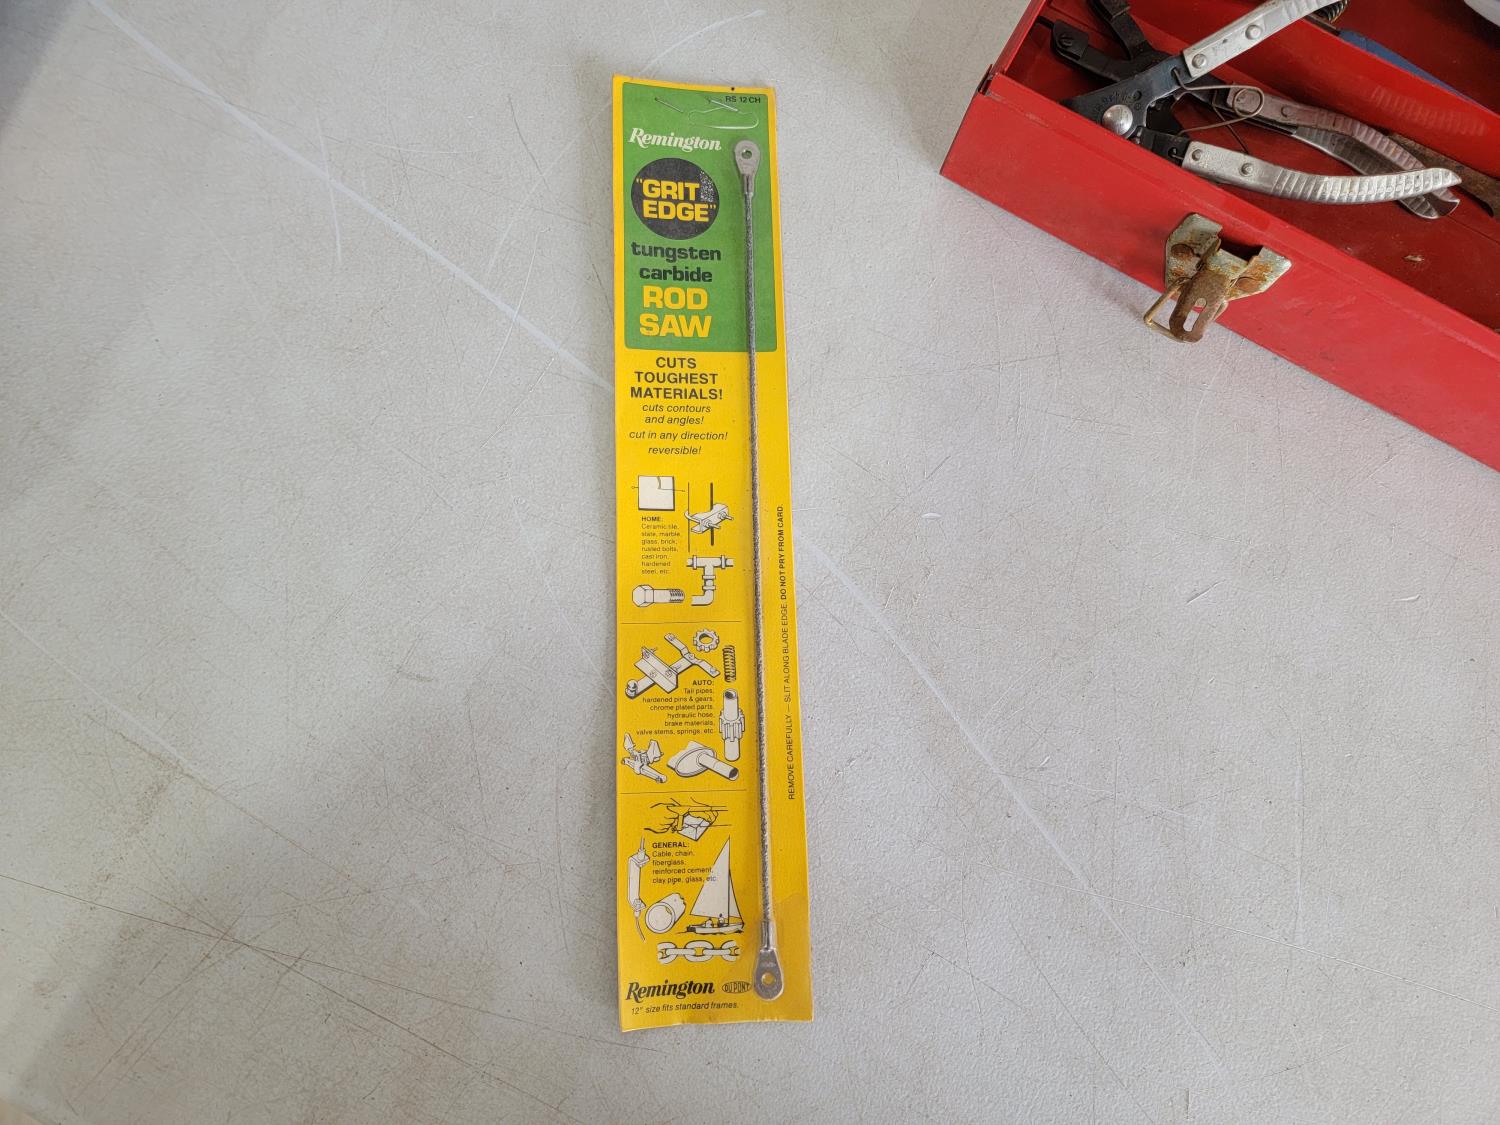 RS 12 CH
Remington
"GRIT
EDGE"
tungsten
carbide
ROD
SAW
CUTS
TOUGHEST
MATERIALS!
cuts contours
and angles!
cut in any direction!
reversible!
HOME:
Ceramic tile,
slate, marble,
glass, brick,
rusted bolts,
cast iron,
hardened
steel, etc.
AUTO:
Tail pipes,
hardened pins & gears,
chrome plated parts,
hydraulic hose,
brake materials,
valve stems, springs, etc.
GENERAL:
Cable, chain,
fiberglass,
reinforced cement,
clay pipe, glass, etc.
REMOVE CAREFULLY — SLIT ALONG BLADE EDGE. DO NOT PRY FROM CARD.
Remington DU PONT
12" size fits standard frames.